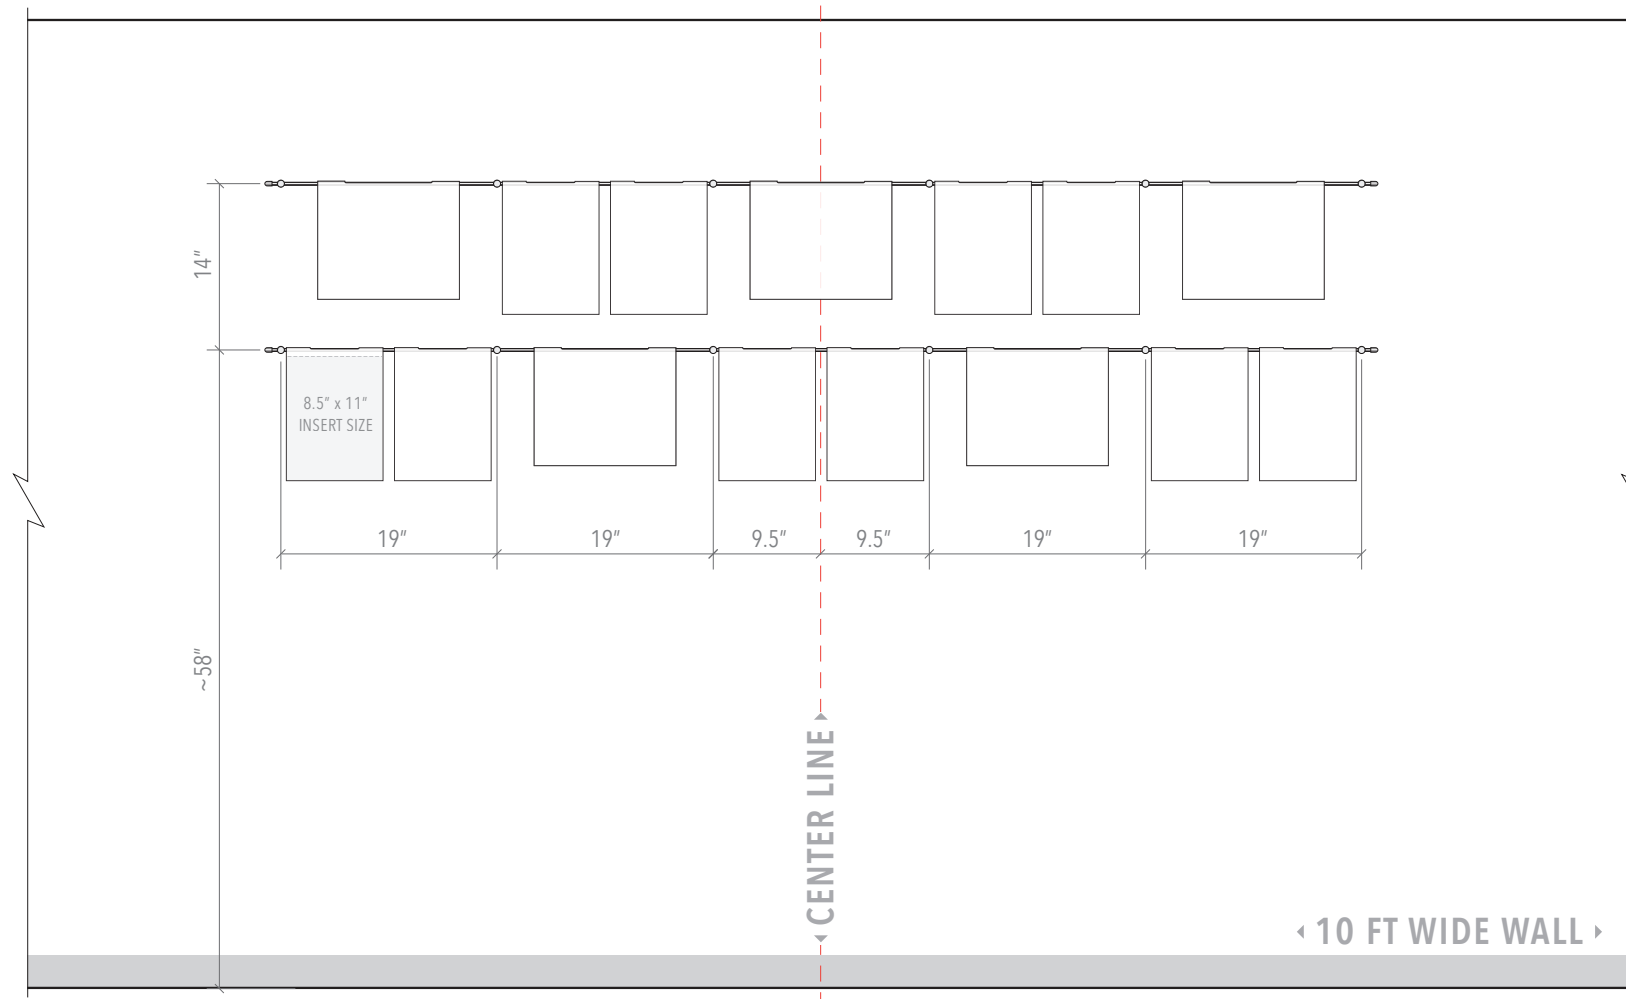 14"
8.5" x 11"
INSERT SIZE
19"
19"
9.5"
9.5"
19"
19"
~58"
CENTER LINE
10 FT WIDE WALL